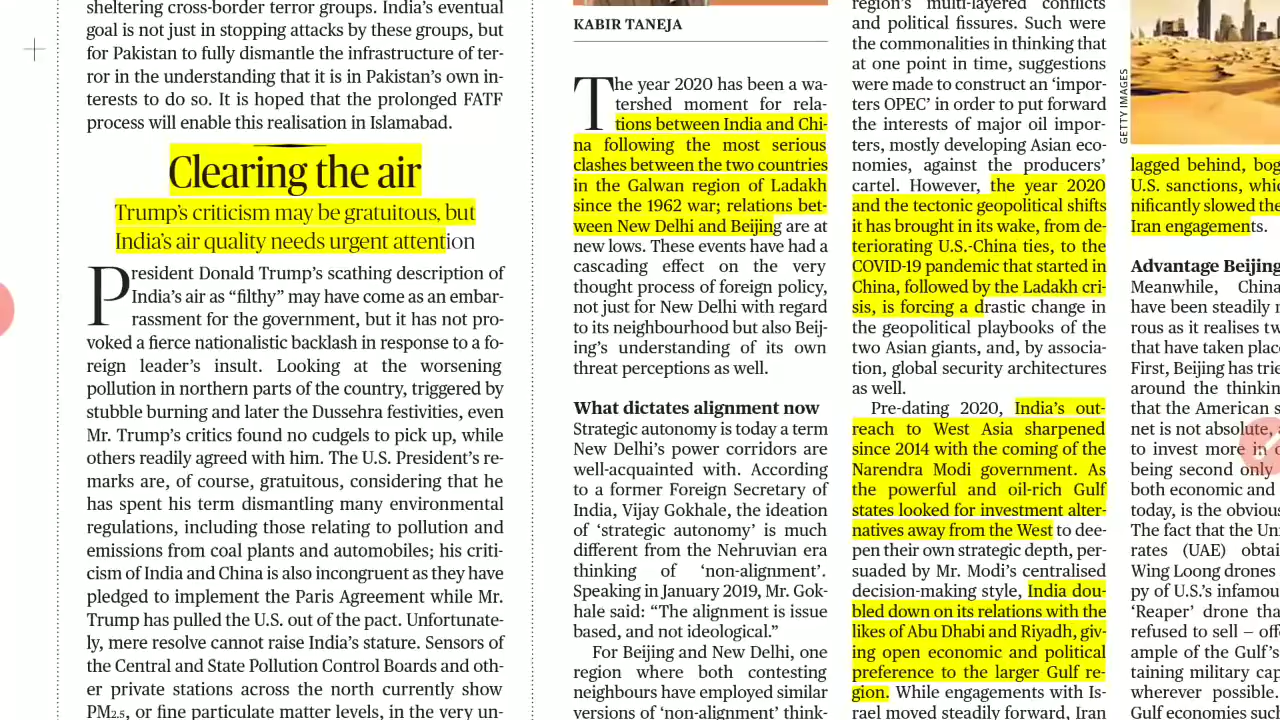 sheltering cross-border terror groups. India’s eventual
goal is not just in stopping attacks by these groups, but
for Pakistan to fully dismantle the infrastructure of ter-
ror in the understanding that it is in Pakistan’s own in-
terests to do so. It is hoped that the prolonged FATF
process will enable this realisation in Islamabad.
Clearing the air
Trump’s criticism may be gratuitous, but
India’s air quality needs urgent attention
President Donald Trump’s scathing description of
India’s air as “filthy” may have come as an embar-
rassment for the government, but it has not pro-
voked a fierce nationalistic backlash in response to a fo-
reign leader’s insult. Looking at the worsening
pollution in northern parts of the country, triggered by
stubble burning and later the Dussehra festivities, even
Mr. Trump’s critics found no cudgels to pick up, while
others readily agreed with him. The U.S. President’s re-
marks are, of course, gratuitous, considering that he
has spent his term dismantling many environmental
regulations, including those relating to pollution and
emissions from coal plants and automobiles; his criti-
cism of India and China is also incongruent as they have
pledged to implement the Paris Agreement while Mr.
Trump has pulled the U.S. out of the pact. Unfortunate-
ly, mere resolve cannot raise India’s stature. Sensors of
the Central and State Pollution Control Boards and oth-
er private stations across the north currently show
PM2.5, or fine particulate matter levels, in the very un-
KABIR TANEJA
The year 2020 has been a wa-
tershed moment for rela-
tions between India and Chi-
na following the most serious
clashes between the two countries
in the Galwan region of Ladakh
since the 1962 war; relations bet-
ween New Delhi and Beijing are at
new lows. These events have had a
cascading effect on the very
thought process of foreign policy,
not just for New Delhi with regard
to its neighbourhood but also Beij-
ing’s understanding of its own
threat perceptions as well.
What dictates alignment now
Strategic autonomy is today a term
New Delhi’s power corridors are
well-acquainted with. According
to a former Foreign Secretary of
India, Vijay Gokhale, the ideation
of ‘strategic autonomy’ is much
different from the Nehruvian era
thinking of ‘non-alignment’.
Speaking in January 2019, Mr. Gok-
hale said: “The alignment is issue
based, and not ideological.”
For Beijing and New Delhi, one
region where both contesting
neighbours have employed similar
versions of ‘non-alignment’ think-
region’s multi-layered conflicts
and political fissures. Such were
the commonalities in thinking that
at one point in time, suggestions
were made to construct an ‘impor-
ters OPEC’ in order to put forward
the interests of major oil impor-
ters, mostly developing Asian eco-
nomies, against the producers’
cartel. However, the year 2020
and the tectonic geopolitical shifts
it has brought in its wake, from de-
teriorating U.S.-China ties, to the
COVID-19 pandemic that started in
China, followed by the Ladakh cri-
sis, is forcing a drastic change in
the geopolitical playbooks of the
two Asian giants, and, by associa-
tion, global security architectures
as well.
Pre-dating 2020, India’s out-
reach to West Asia sharpened
since 2014 with the coming of the
Narendra Modi government. As
the powerful and oil-rich Gulf
states looked for investment alter-
natives away from the West to dee-
pen their own strategic depth, per-
suaded by Mr. Modi’s centralised
decision-making style, India dou-
bled down on its relations with the
likes of Abu Dhabi and Riyadh, giv-
ing open economic and political
preference to the larger Gulf re-
gion. While engagements with Is-
rael moved steadily forward, Iran
GETTY IMAGES
lagged behind, bog
U.S. sanctions, whic
nificantly slowed the
Iran engagements.
Advantage Beijing
Meanwhile, China
have been steadily
rous as it realises tw
that have taken place
First, Beijing has trie
around the thinkin
that the American s
net is not absolute,
to invest more in
being second only
both economic and
today, is the obviou
The fact that the Un
rates (UAE) obtai
Wing Loong drones
py of U.S.’s infamou
‘Reaper’ drone tha
refused to sell – off
ample of the Gulf’s
taining military cap
wherever possible.
Gulf economies suc